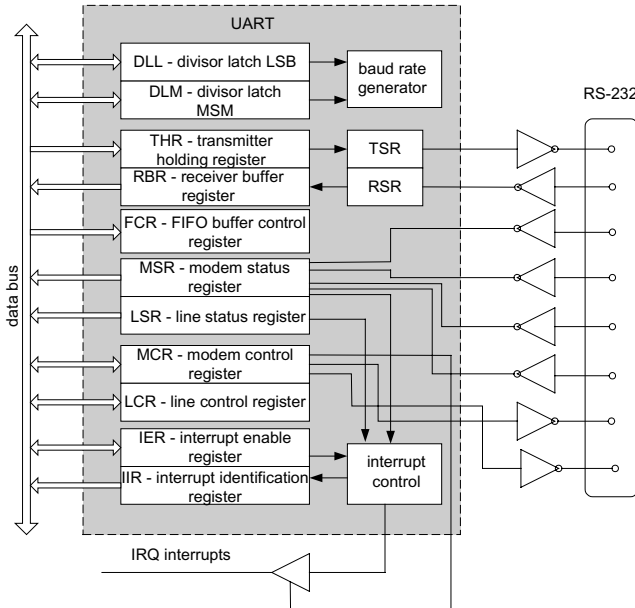 UART
DLL - divisor latch LSB
DLM - divisor latch
MSM
baud rate
generator
RS-232
THR - transmitter
holding register
TSR
RBR - receiver buffer
register
RSR
FCR - FIFO buffer control
register
MSR - modem status
register
LSR - line status register
data bus
MCR - modem control
register
LCR - line control register
IER - interrupt enable
register
IIR - interrupt identification
register
interrupt
control
IRQ interrupts